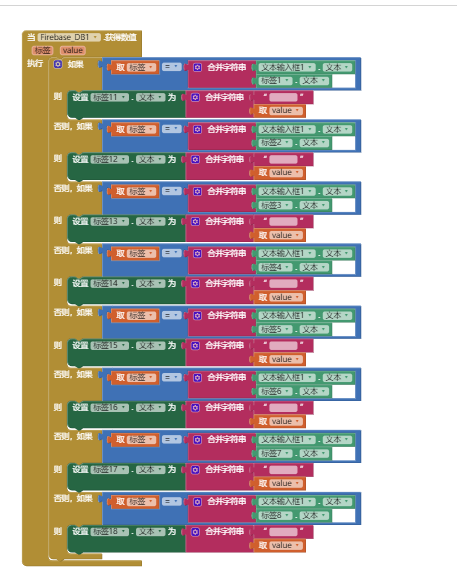 当 Firebase DB1 . 获得数值
标签 value
执行 如果 取 标签 = 合并字符串 文本输入框1 . 文本
标签1 . 文本
则 设置 标签11 . 文本 为 合并字符串 " "
取 value
否则, 如果 取 标签 = 合并字符串 文本输入框1 . 文本
标签2 . 文本
则 设置 标签12 . 文本 为 合并字符串 " "
取 value
否则, 如果 取 标签 = 合并字符串 文本输入框1 . 文本
标签3 . 文本
则 设置 标签13 . 文本 为 合并字符串 " "
取 value
否则, 如果 取 标签 = 合并字符串 文本输入框1 . 文本
标签4 . 文本
则 设置 标签14 . 文本 为 合并字符串 " "
取 value
否则, 如果 取 标签 = 合并字符串 文本输入框1 . 文本
标签5 . 文本
则 设置 标签15 . 文本 为 合并字符串 " "
取 value
否则, 如果 取 标签 = 合并字符串 文本输入框1 . 文本
标签6 . 文本
则 设置 标签16 . 文本 为 合并字符串 " "
取 value
否则, 如果 取 标签 = 合并字符串 文本输入框1 . 文本
标签7 . 文本
则 设置 标签17 . 文本 为 合并字符串 " "
取 value
否则, 如果 取 标签 = 合并字符串 文本输入框1 . 文本
标签8 . 文本
则 设置 标签18 . 文本 为 合并字符串 " "
取 value